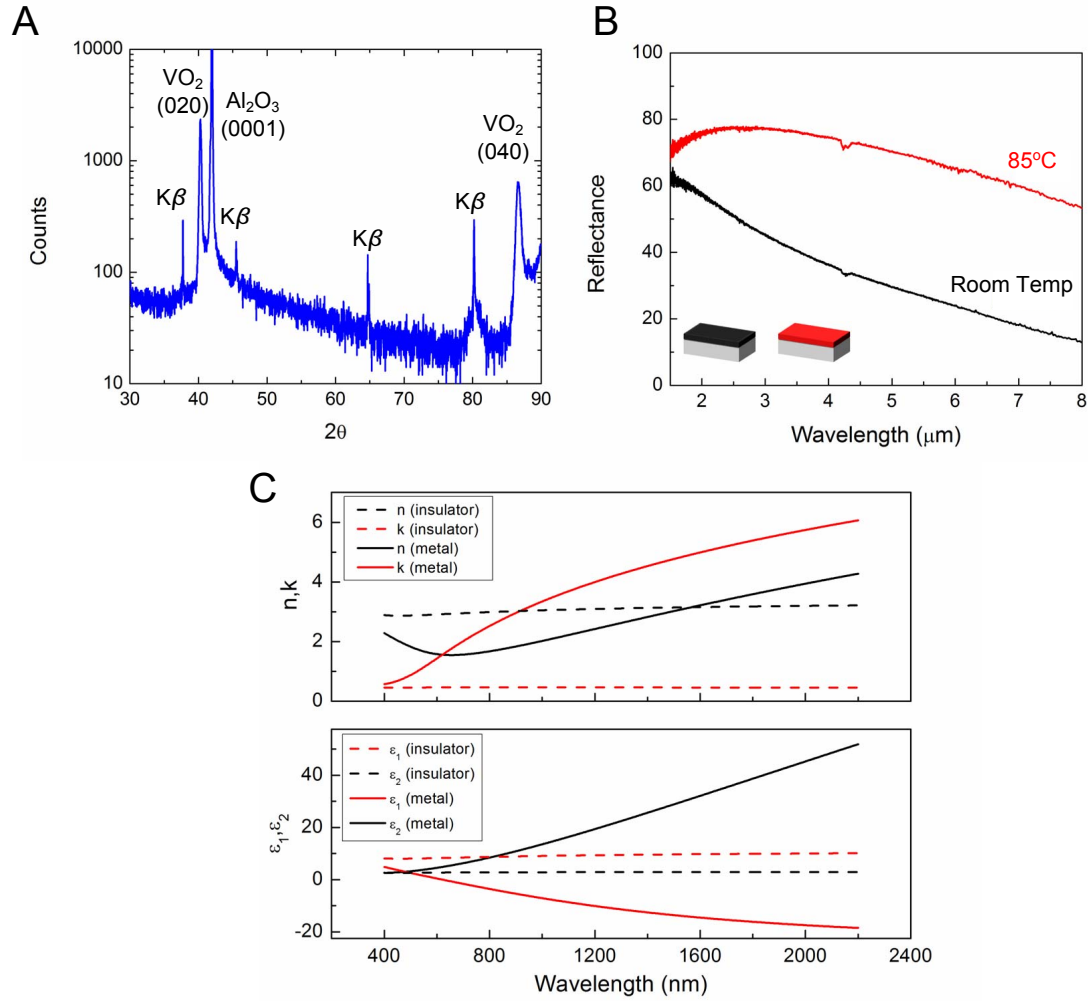 A
10000
1000
100
10
Counts
VO₂
(020)
Al₂O₃
(0001)
VO₂
(040)
Kβ
Kβ
Kβ
Kβ
30 40 50 60 70 80 90
2θ
B
100
80
60
40
20
0
Reflectance
85°C
Room Temp
2 3 4 5 6 7 8
Wavelength (μm)
C
n (insulator)
k (insulator)
n (metal)
k (metal)
6
4
2
0
n,k
ε₁ (insulator)
ε₂ (insulator)
ε₁ (metal)
ε₂ (metal)
40
20
0
-20
ε₁,ε₂
400 800 1200 1600 2000 2400
Wavelength (nm)